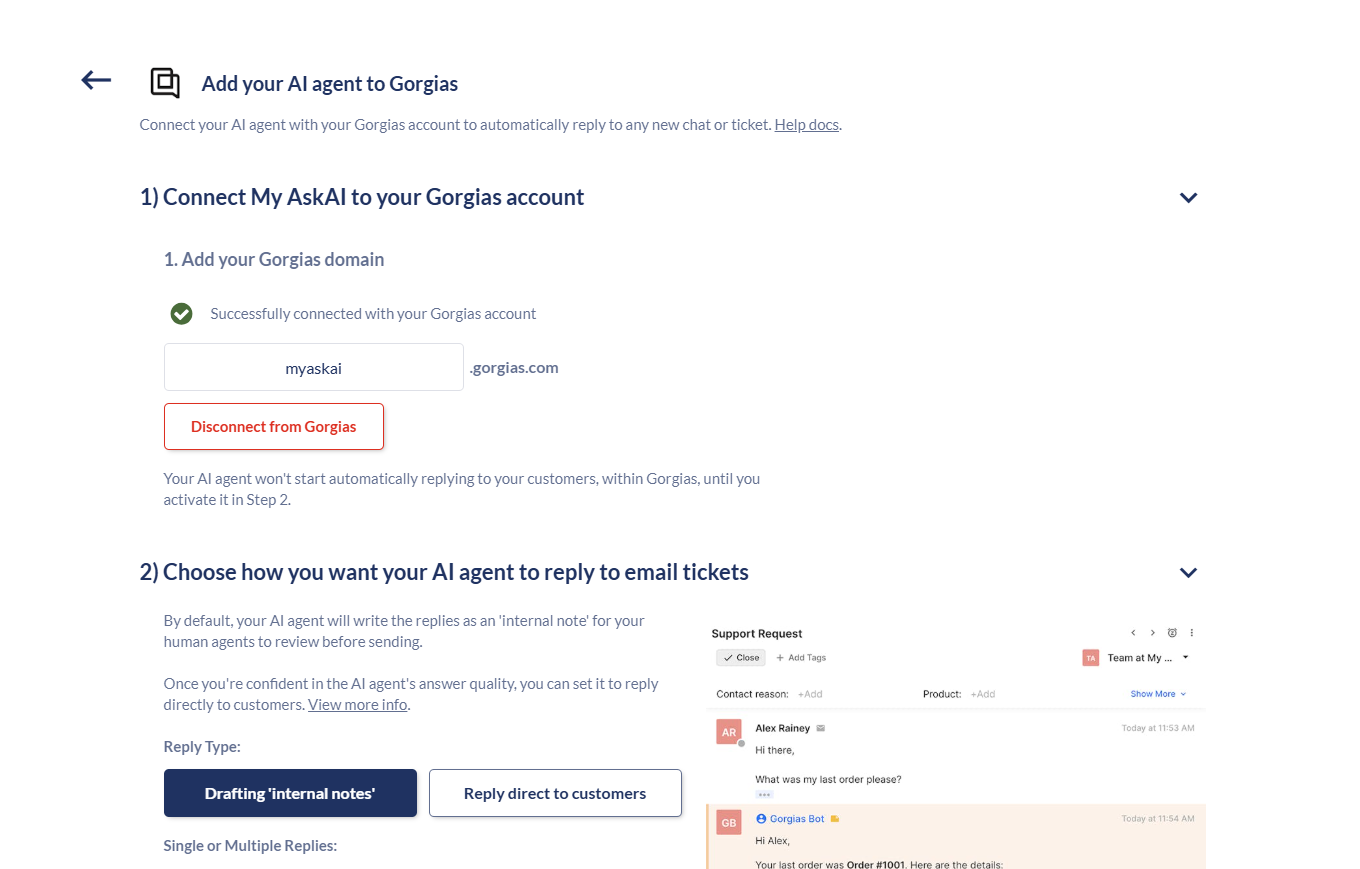 Add your AI agent to Gorgias
Connect your AI agent with your Gorgias account to automatically reply to any new chat or ticket. Help docs.
1) Connect My AskAI to your Gorgias account
1. Add your Gorgias domain
Successfully connected with your Gorgias account
myaskai .gorgias.com
Disconnect from Gorgias
Your AI agent won't start automatically replying to your customers, within Gorgias, until you
activate it in Step 2.
2) Choose how you want your AI agent to reply to email tickets
By default, your AI agent will write the replies as an 'internal note' for your
human agents to review before sending.
Once you're confident in the AI agent's answer quality, you can set it to reply
directly to customers. View more info.
Reply Type:
Drafting 'internal notes' Reply direct to customers
Single or Multiple Replies:
Support Request
Close + Add Tags TA Team at My ...
Contact reason: +Add Product: +Add Show More
AR Alex Rainey Today at 11:53 AM
Hi there,
What was my last order please?
GB Gorgias Bot Today at 11:54 AM
Hi Alex,
Your last order was Order #1001. Here are the details: